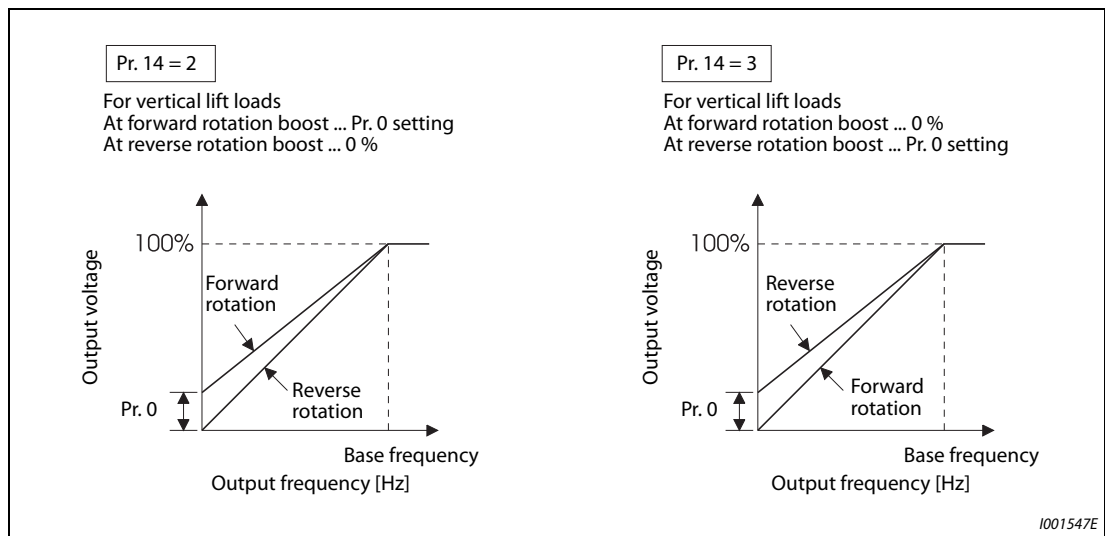 Pr. 14 = 2
For vertical lift loads
At forward rotation boost ... Pr. 0 setting
At reverse rotation boost ... 0 %
100%
Output voltage
Forward
rotation
Reverse
rotation
Pr. 0
Base frequency
Output frequency [Hz]
Pr. 14 = 3
For vertical lift loads
At forward rotation boost ... 0 %
At reverse rotation boost ... Pr. 0 setting
100%
Output voltage
Reverse
rotation
Forward
rotation
Pr. 0
Base frequency
Output frequency [Hz]
I001547E